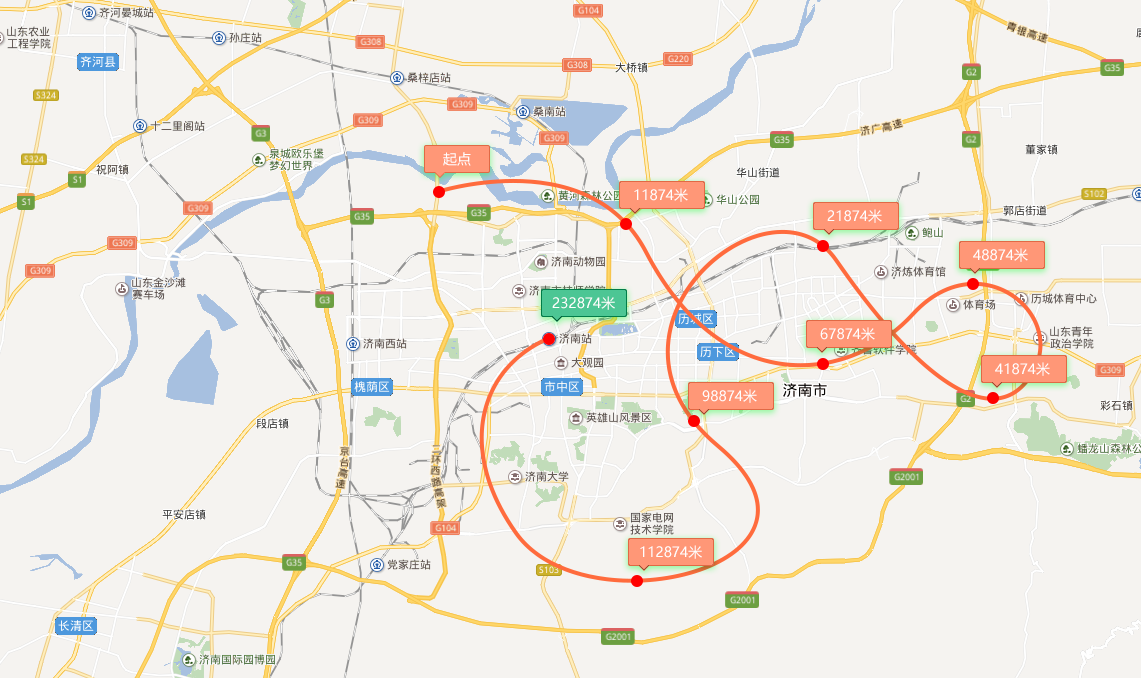 齐河晏城站
G104
山东农业
工程学院
孙庄站
G308
青银高速
齐河县
G308
大桥镇
G220
G2
G35
桑梓店站
S324
G309
桑南站
十二里阁站
G309
济广高速
G3
G309
G35
G2
泉城欧乐堡
梦幻世界
起点
董家镇
S324
祝阿镇
S1
华山街道
S102
S1
G309
G35
G35
黄河森林公园
11874米
华山公园
21874米
郭店街道
鲍山
G309
48874米
G309
济南动物园
济炼体育馆
山东金沙滩
赛车场
G3
232874米
体育场
历城体育中心
历城区
67874米
济南西站
济南站
历下区
齐鲁软件学院
山东青年
政治学院
大观园
41874米
G309
槐荫区
市中区
济南市
98874米
G2
彩石镇
段店镇
英雄山风景区
京台高速
二环西路高架
蟠龙山森林公
济南大学
G2001
平安店镇
国家电网
技术学院
G104
112874米
G35
党家庄站
S103
G2001
长清区
G2001
济南国际园博园